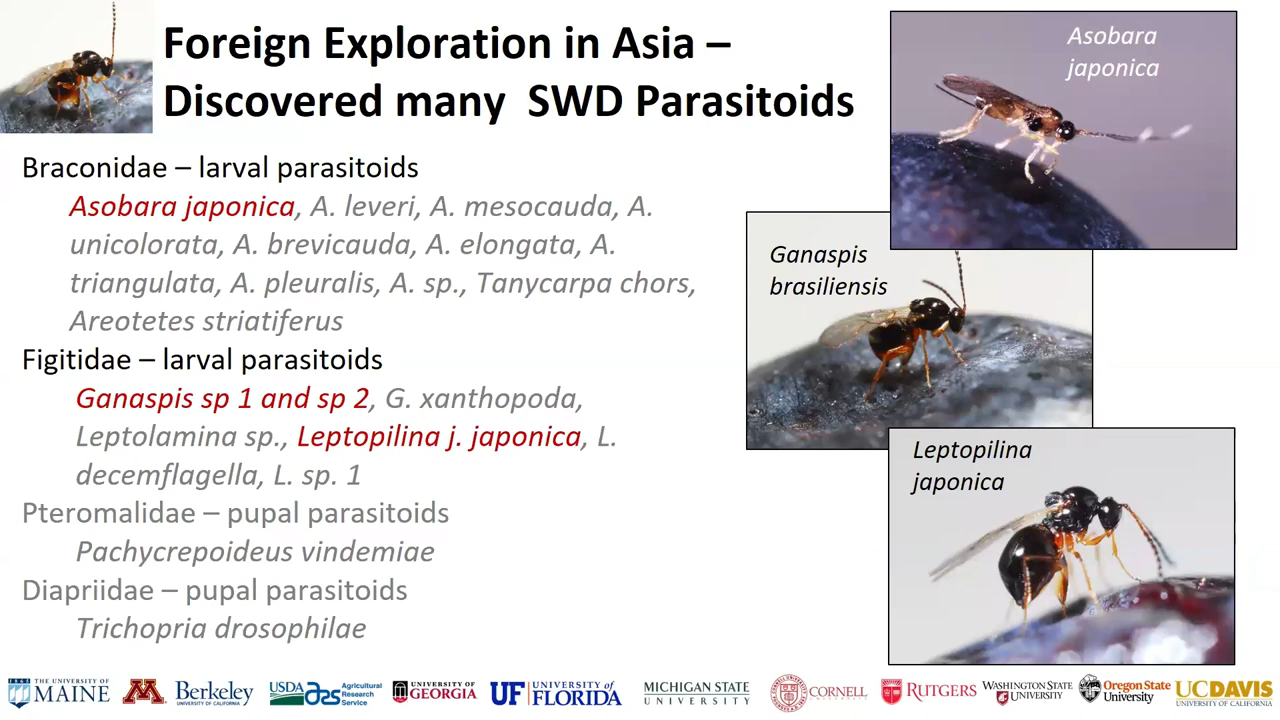 Foreign Exploration in Asia –
Discovered many SWD Parasitoids
Braconidae – larval parasitoids
Asobara japonica, A. leveri, A. mesocauda, A.
unicolorata, A. brevicauda, A. elongata, A.
triangulata, A. pleuralis, A. sp., Tanycarpa chors,
Areotetes striatiferus
Figitidae – larval parasitoids
Ganaspis sp 1 and sp 2, G. xanthopoda,
Leptolamina sp., Leptopilina j. japonica, L.
decemflagella, L. sp. 1
Pteromalidae – pupal parasitoids
Pachycrepoideus vindemiae
Diapriidae – pupal parasitoids
Trichopria drosophilae
Asobara
japonica
Ganaspis
brasiliensis
Leptopilina
japonica
THE UNIVERSITY OF
MAINE
M
Berkeley
UNIVERSITY OF CALIFORNIA
USDA
ars
Agricultural
Research
Service
UNIVERSITY OF
GEORGIA
UF UNIVERSITY of
FLORIDA
MICHIGAN STATE
UNIVERSITY
CORNELL
RUTGERS
WASHINGTON STATE
UNIVERSITY
Oregon State
University
UCDAVIS
UNIVERSITY OF CALIFORNIA